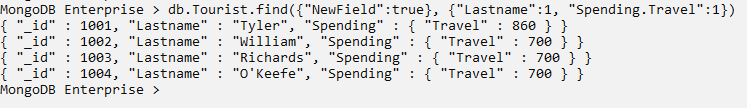 MongoDB Enterprise > db.Tourist.find({"NewField":true}, {"Lastname":1, "Spending.Travel":1})
{ "_id" : 1001, "Lastname" : "Tyler", "Spending" : { "Travel" : 860 } }
{ "_id" : 1002, "Lastname" : "William", "Spending" : { "Travel" : 700 } }
{ "_id" : 1003, "Lastname" : "Richards", "Spending" : { "Travel" : 700 } }
{ "_id" : 1004, "Lastname" : "O'Keefe", "Spending" : { "Travel" : 700 } }
MongoDB Enterprise >